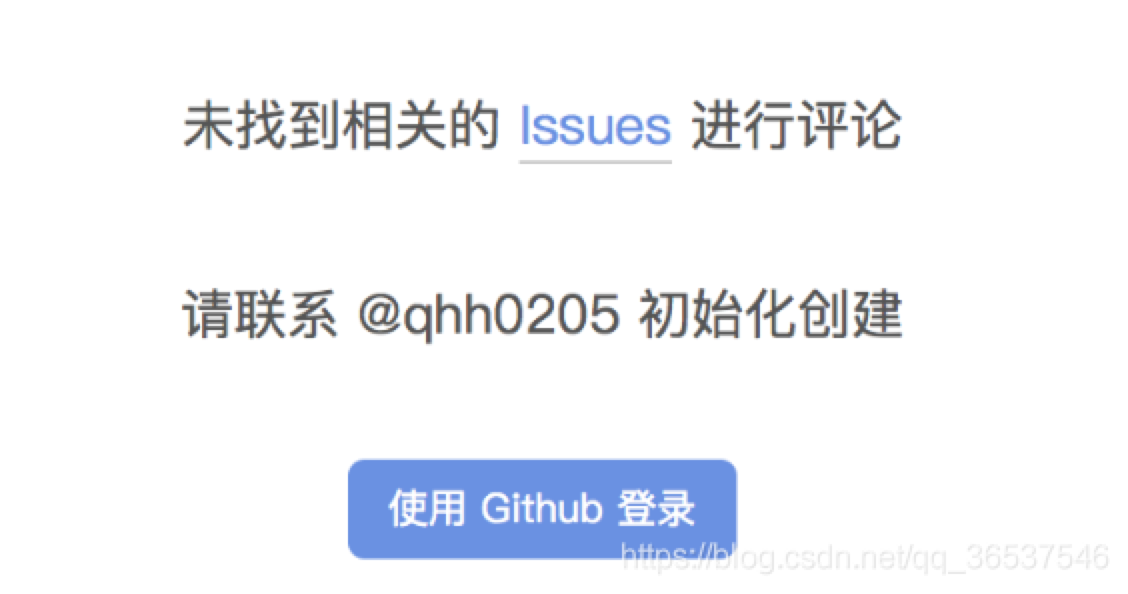 未找到相关的 Issues 进行评论
请联系 @qhh0205 初始化创建
使用 Github 登录
https://blog.csdn.net/qq_36537546